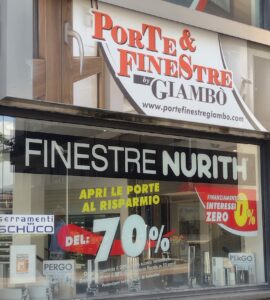 PORTE &
FINESTRE
by GIAMBÒ
www.portefinestregiambo.com
FINESTRE NURITH
APRI LE PORTE
AL RISPARMIO
DEL: 70%
FINANZIAMENTI
INTERESSI
ZERO 0%
serramenti
SCHÜCO
PERGO
PERGO